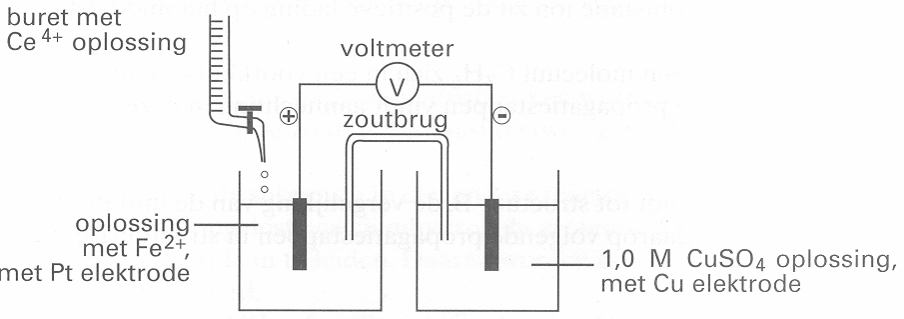 buret met
Ce4+ oplossing
voltmeter
V
+
-
zoutbrug
oplossing
met Fe2+,
met Pt elektrode
1,0 M CuSO4 oplossing,
met Cu elektrode